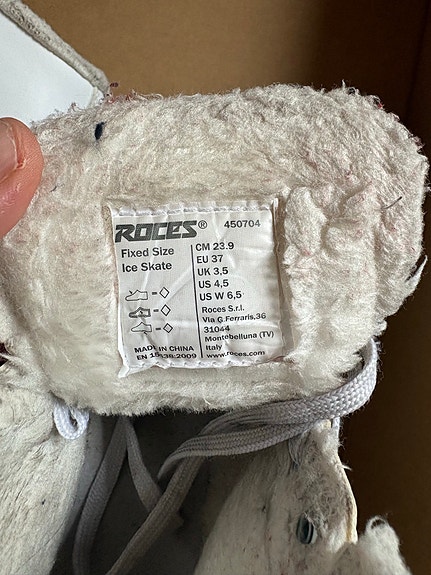 ROCES® 450704
Fixed Size
Ice Skate
CM 23.9
EU 37
UK 3,5
US 4,5
US W 6,5
Roces S.r.l.
Via G.Ferraris,36
31044
Montebelluna (TV)
Italy
www.roces.com
MADE IN CHINA
EN 15638:2009